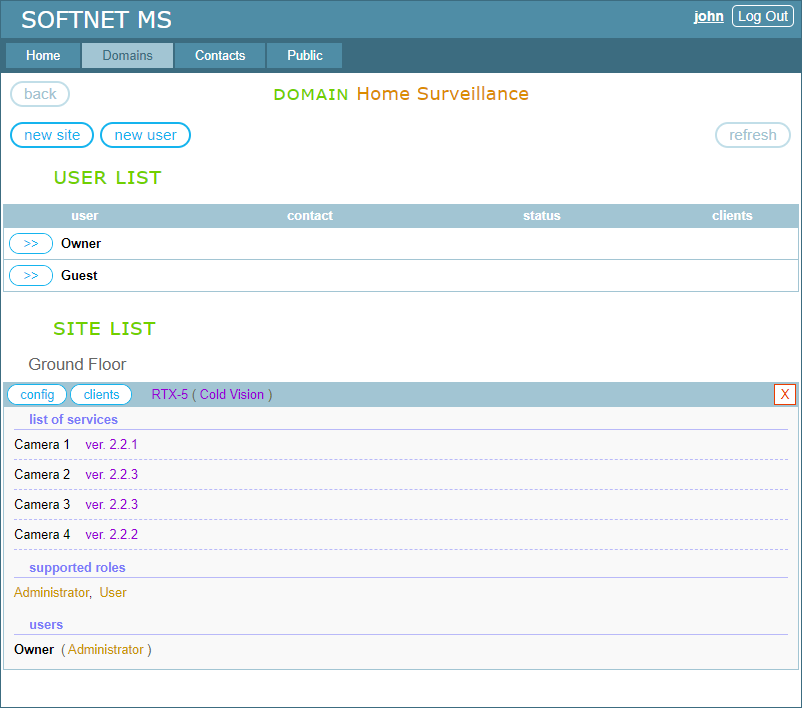 SOFTNET MS john Log Out
Home Domains Contacts Public
back DOMAIN Home Surveillance
new site new user refresh
USER LIST
user contact status clients
>> Owner
>> Guest
SITE LIST
Ground Floor
config clients RTX-5 ( Cold Vision ) X
list of services
Camera 1 ver. 2.2.1
Camera 2 ver. 2.2.3
Camera 3 ver. 2.2.3
Camera 4 ver. 2.2.2
supported roles
Administrator, User
users
Owner ( Administrator )